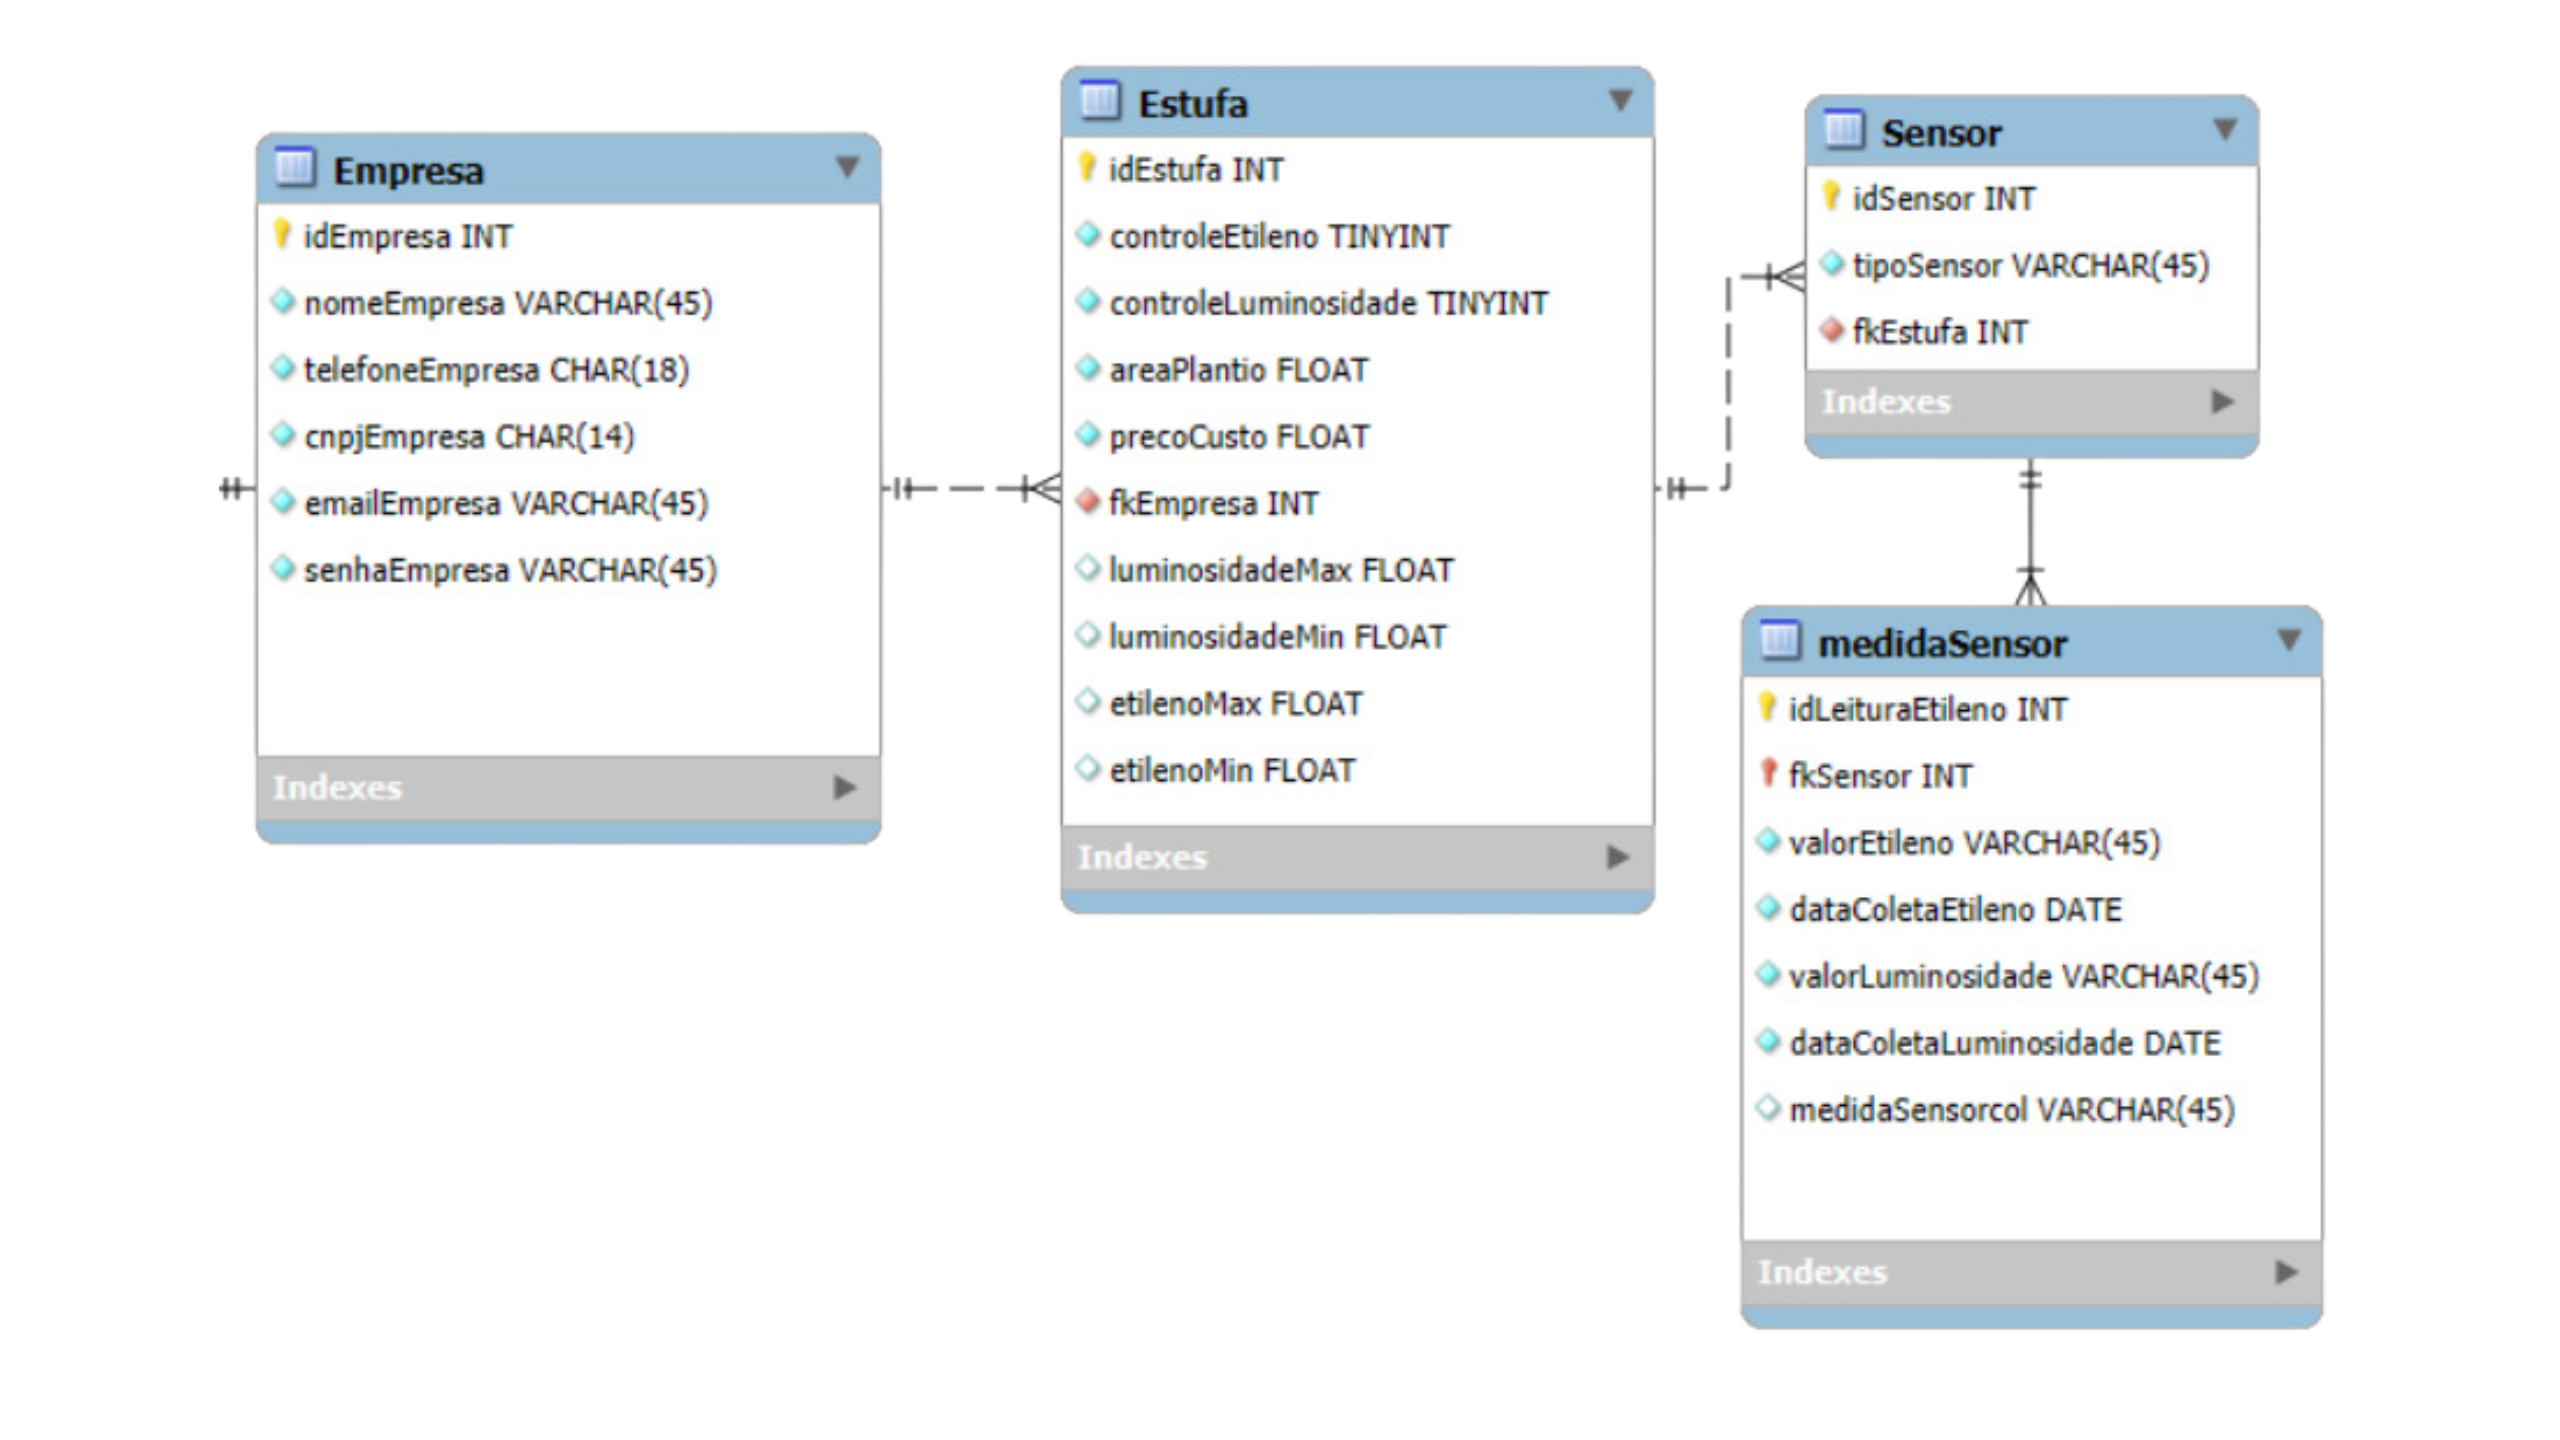 Empresa
idEmpresa INT
nomeEmpresa VARCHAR(45)
telefoneEmpresa CHAR(18)
cnpjEmpresa CHAR(14)
emailEmpresa VARCHAR(45)
senhaEmpresa VARCHAR(45)
Indexes
Estufa
idEstufa INT
controleEtileno TINYINT
controleLuminosidade TINYINT
areaPlantio FLOAT
precoCusto FLOAT
fkEmpresa INT
luminosidadeMax FLOAT
luminosidadeMin FLOAT
etilenoMax FLOAT
etilenoMin FLOAT
Indexes
Sensor
idSensor INT
tipoSensor VARCHAR(45)
fkEstufa INT
Indexes
medidaSensor
idLeituraEtileno INT
fkSensor INT
valorEtileno VARCHAR(45)
dataColetaEtileno DATE
valorLuminosidade VARCHAR(45)
dataColetaLuminosidade DATE
medidaSensorcol VARCHAR(45)
Indexes